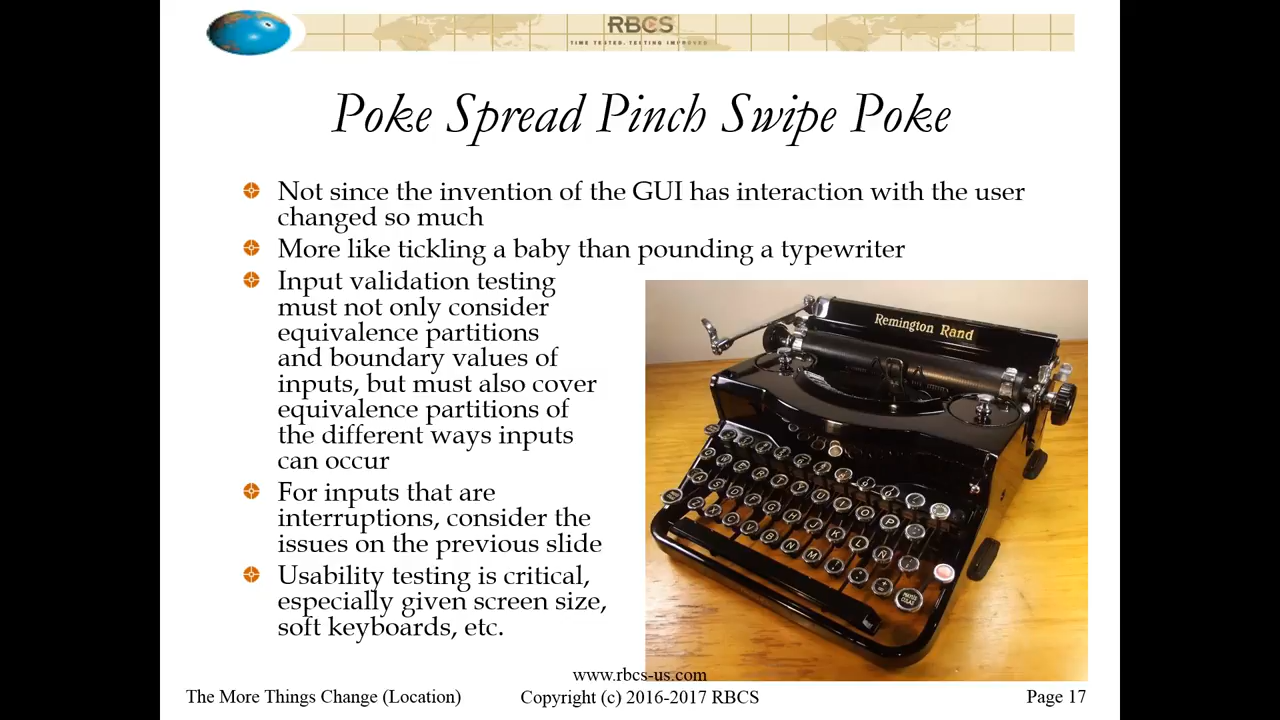 RBCS
TIME TESTED. TESTING IMPROVED
Poke Spread Pinch Swipe Poke
Not since the invention of the GUI has interaction with the user
changed so much
More like tickling a baby than pounding a typewriter
Input validation testing
must not only consider
equivalence partitions
and boundary values of
inputs, but must also cover
equivalence partitions of
the different ways inputs
can occur
For inputs that are
interruptions, consider the
issues on the previous slide
Usability testing is critical,
especially given screen size,
soft keyboards, etc.
Remington Rand
www.rbcs-us.com
The More Things Change (Location)
Copyright (c) 2016-2017 RBCS
Page 17